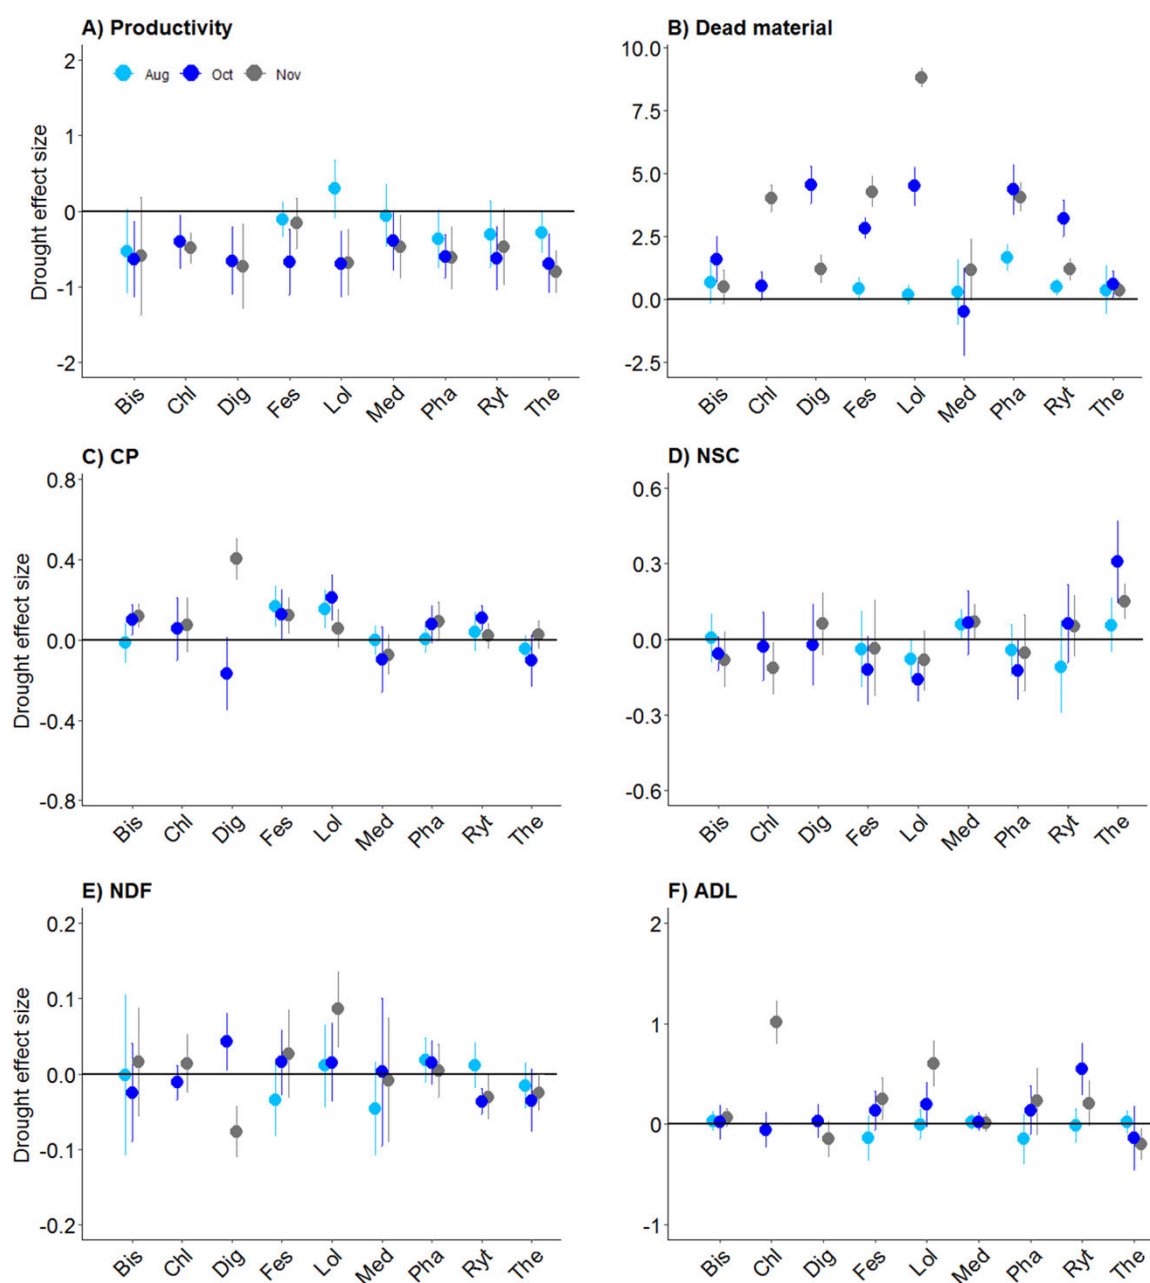 A) Productivity
B) Dead material
Aug Oct Nov
Drought effect size
2
1
0
-1
-2
10.0
7.5
5.0
2.5
0.0
-2.5
Bis Chl Dig Fes Lol Med Pha Ryt The
Bis Chl Dig Fes Lol Med Pha Ryt The
C) CP
D) NSC
Drought effect size
0.8
0.4
0.0
-0.4
-0.8
0.6
0.3
0.0
-0.3
-0.6
Bis Chl Dig Fes Lol Med Pha Ryt The
Bis Chl Dig Fes Lol Med Pha Ryt The
E) NDF
F) ADL
Drought effect size
0.2
0.1
0.0
-0.1
-0.2
2
1
0
-1
Bis Chl Dig Fes Lol Med Pha Ryt The
Bis Chl Dig Fes Lol Med Pha Ryt The